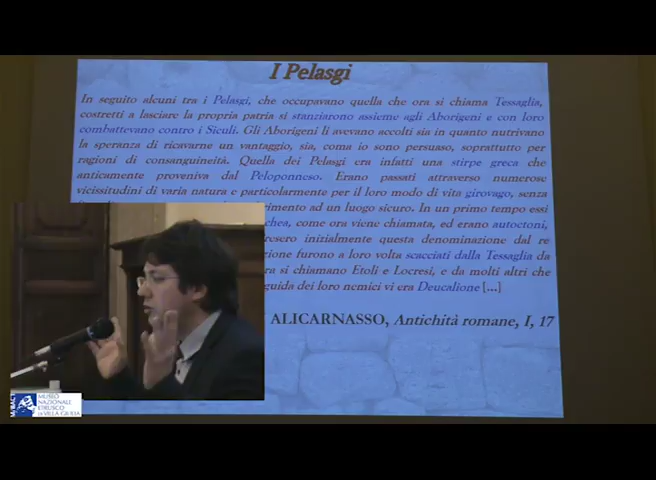 I Pelasgi
In seguito alcuni tra i Pelasgi, che occupavano quella che ora si chiama Tessaglia,
costretti a lasciare la propria patria si stanziarono assieme agli Aborigeni e con loro
combattevano contro i Siculi. Gli Aborigeni li avevano accolti sia in quanto nutrivano
la speranza di ricavarne un vantaggio, sia, come io sono persuaso, soprattutto per
ragioni di consanguineità. Quella dei Pelasgi era infatti una stirpe greca che
anticamente proveniva dal Peloponneso. Erano passati attraverso numerose
vicissitudini di varia natura e particolarmente per il loro modo di vita girovago, senza
rimento ad un luogo sicuro. In un primo tempo essi
chea, come ora viene chiamata, ed erano autoctoni,
resero inizialmente questa denominazione dal re
zione furono a loro volta scacciati dalla Tessaglia da
ra si chiamano Etoli e Locresi, e da molti altri che
guida dei loro nemici vi era Deucalione [...]
ALICARNASSO, Antichità romane, I, 17
MiBACT
MUSEO
NAZIONALE
ETRUSCO
DI VILLA GIULIA